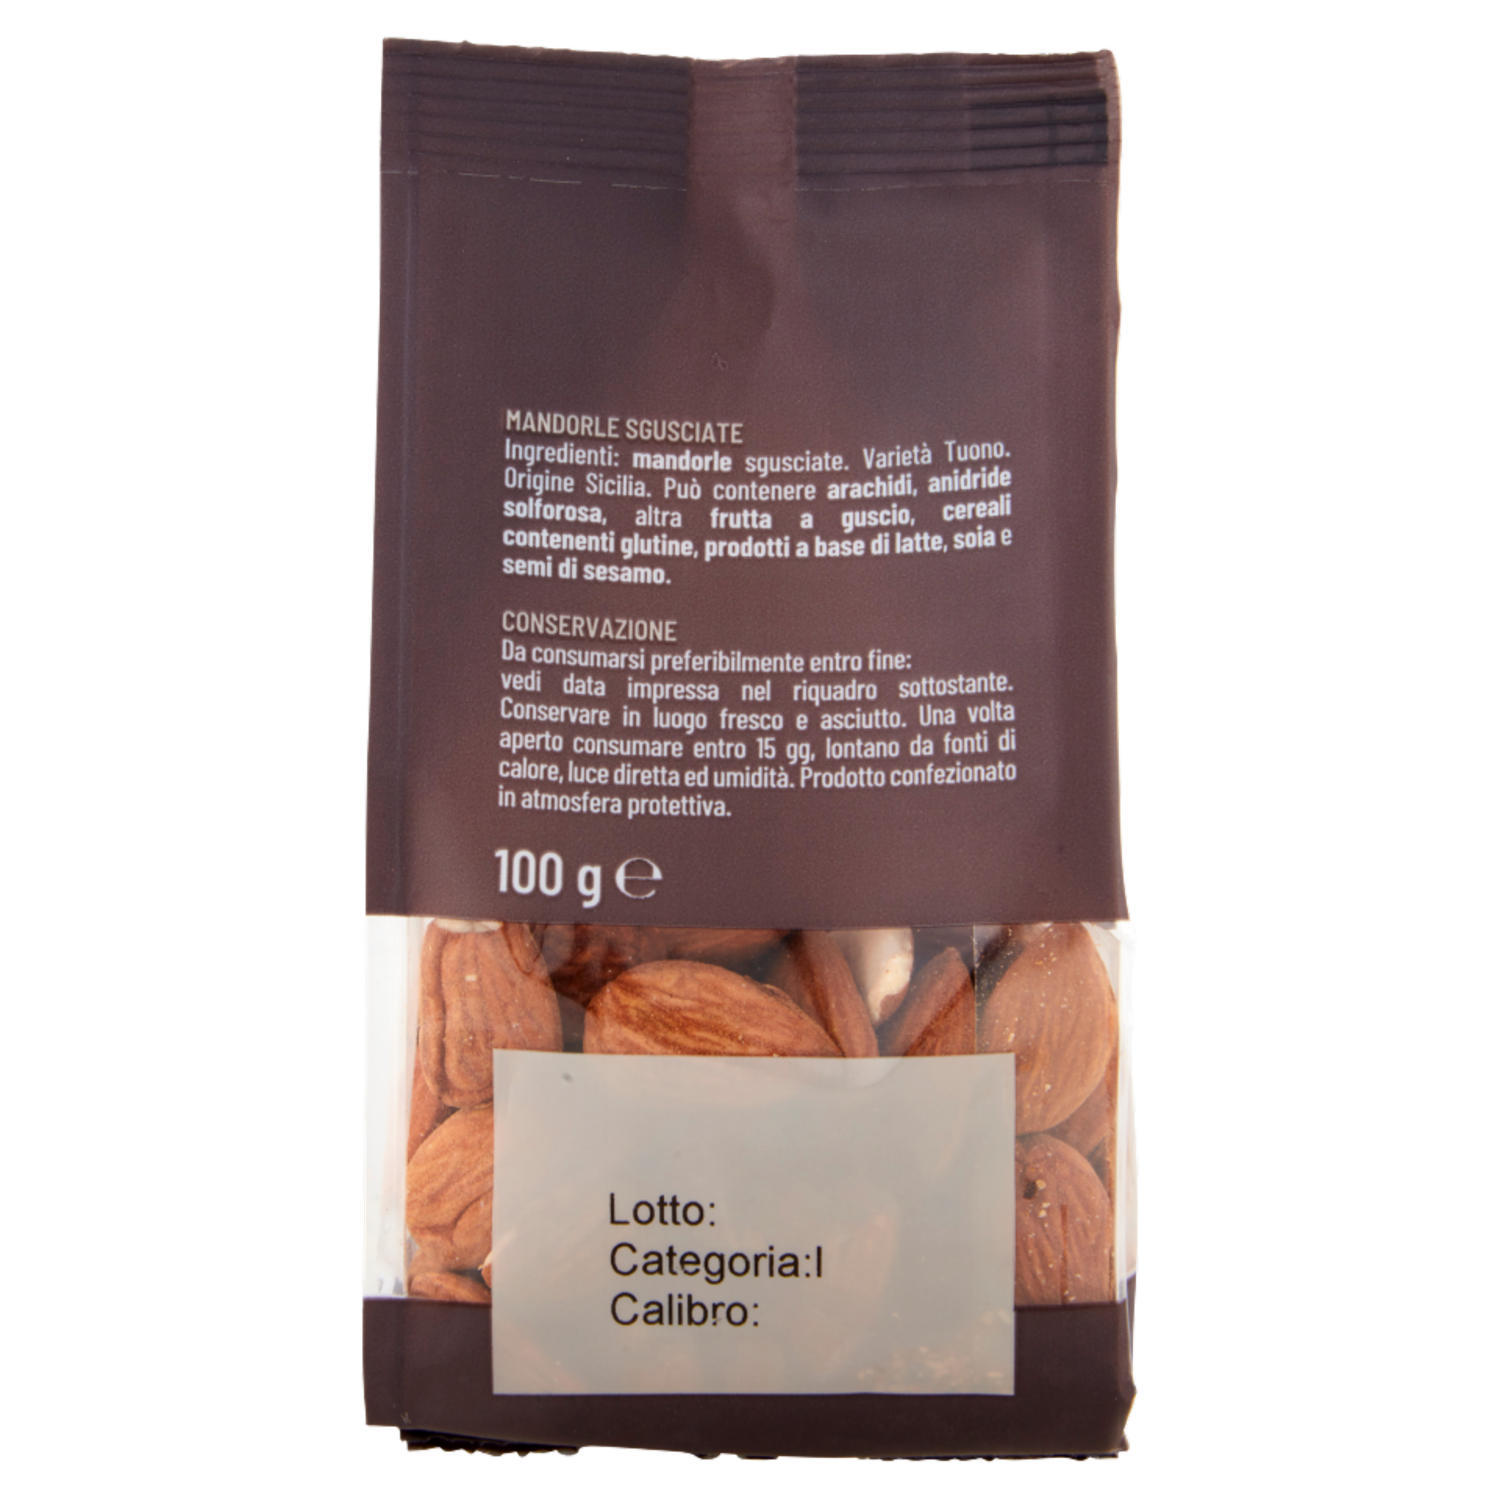 MANDORLE SGUSCIATE
Ingredienti: mandorle sgusciate. Varietà Tuono.
Origine Sicilia. Può contenere arachidi, anidride
solforosa, altra frutta a guscio, cereali
contenenti glutine, prodotti a base di latte, soia e
semi di sesamo.
CONSERVAZIONE
Da consumarsi preferibilmente entro fine:
vedi data impressa nel riquadro sottostante.
Conservare in luogo fresco e asciutto. Una volta
aperto consumare entro 15 gg, lontano da fonti di
calore, luce diretta ed umidità. Prodotto confezionato
in atmosfera protettiva.
100 g ℮
Lotto:
Categoria:I
Calibro: